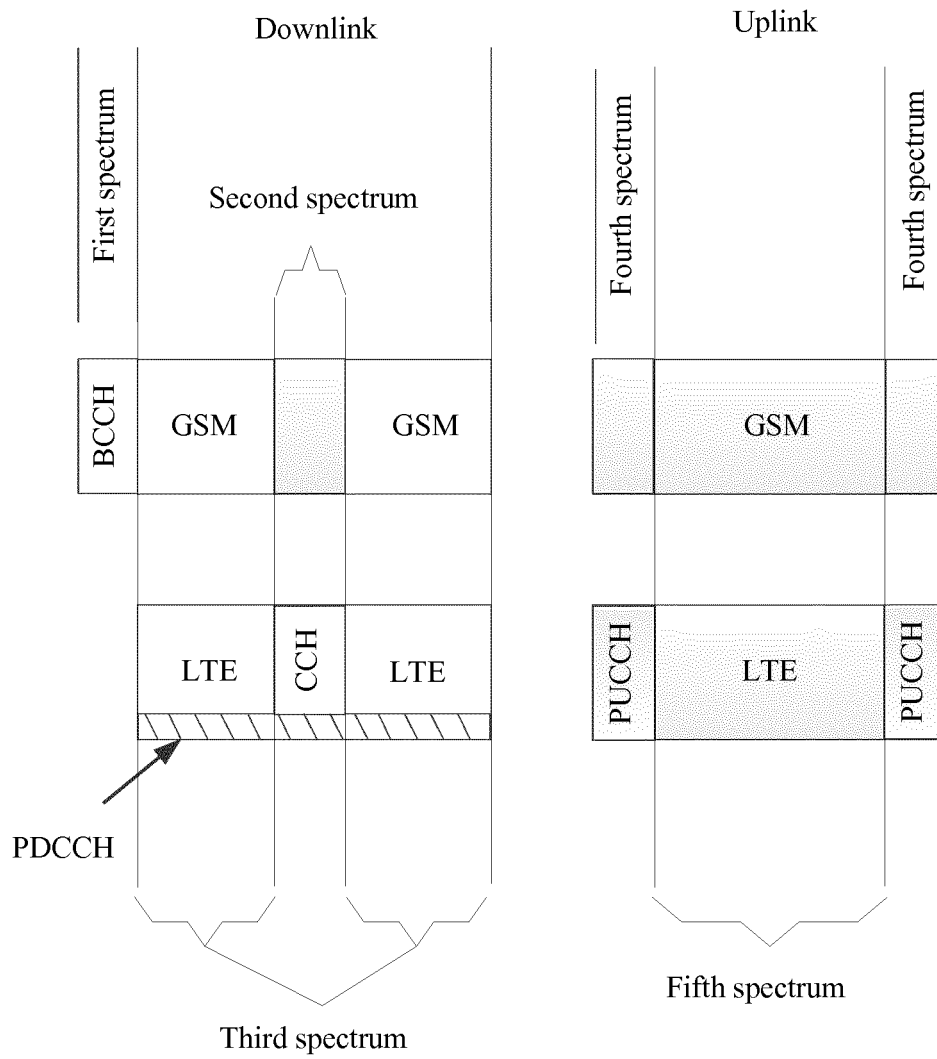 Downlink
Uplink
First spectrum
Second spectrum
Fourth spectrum
Fourth spectrum
BCCH
GSM
GSM
GSM
LTE
CCH
LTE
PUCCH
LTE
PUCCH
PDCCH
Third spectrum
Fifth spectrum